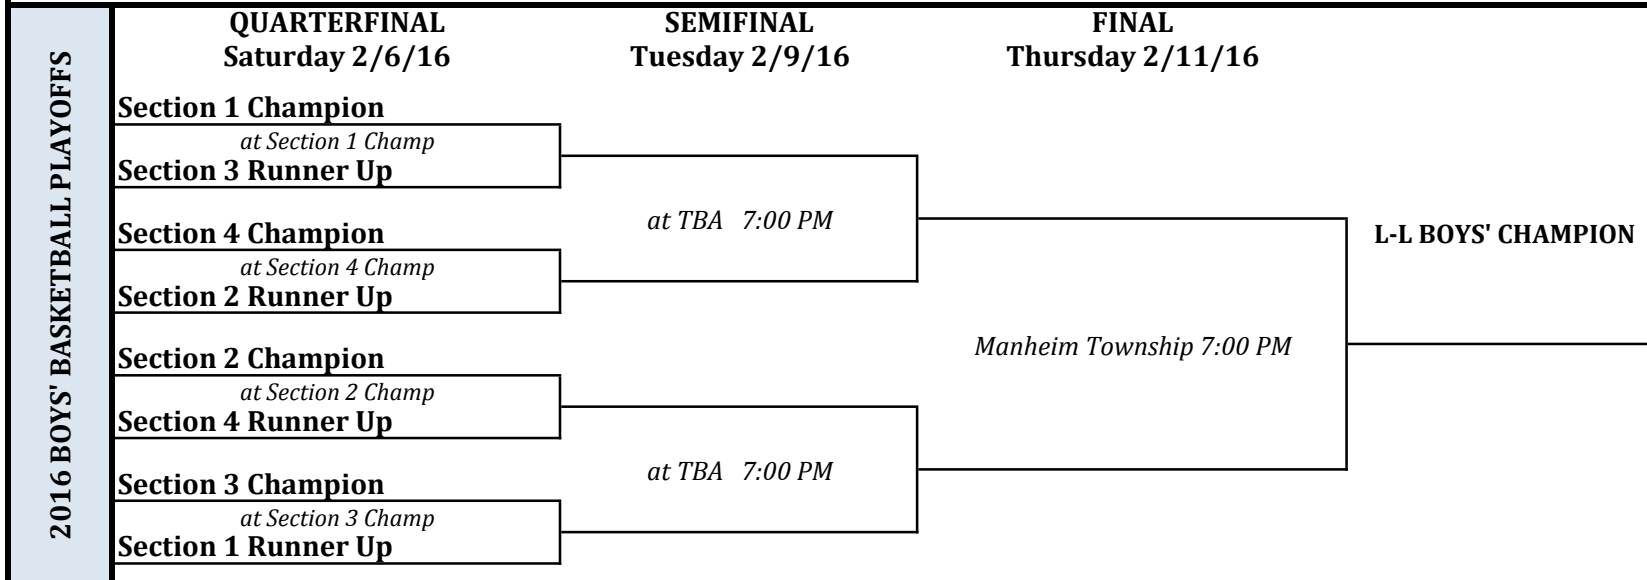 2016 BOYS' BASKETBALL PLAYOFFS
QUARTERFINAL
Saturday 2/6/16
SEMIFINAL
Tuesday 2/9/16
FINAL
Thursday 2/11/16
Section 1 Champion
at Section 1 Champ
Section 3 Runner Up
Section 4 Champion
at Section 4 Champ
Section 2 Runner Up
Section 2 Champion
at Section 2 Champ
Section 4 Runner Up
Section 3 Champion
at Section 3 Champ
Section 1 Runner Up
at TBA 7:00 PM
at TBA 7:00 PM
Manheim Township 7:00 PM
L-L BOYS' CHAMPION